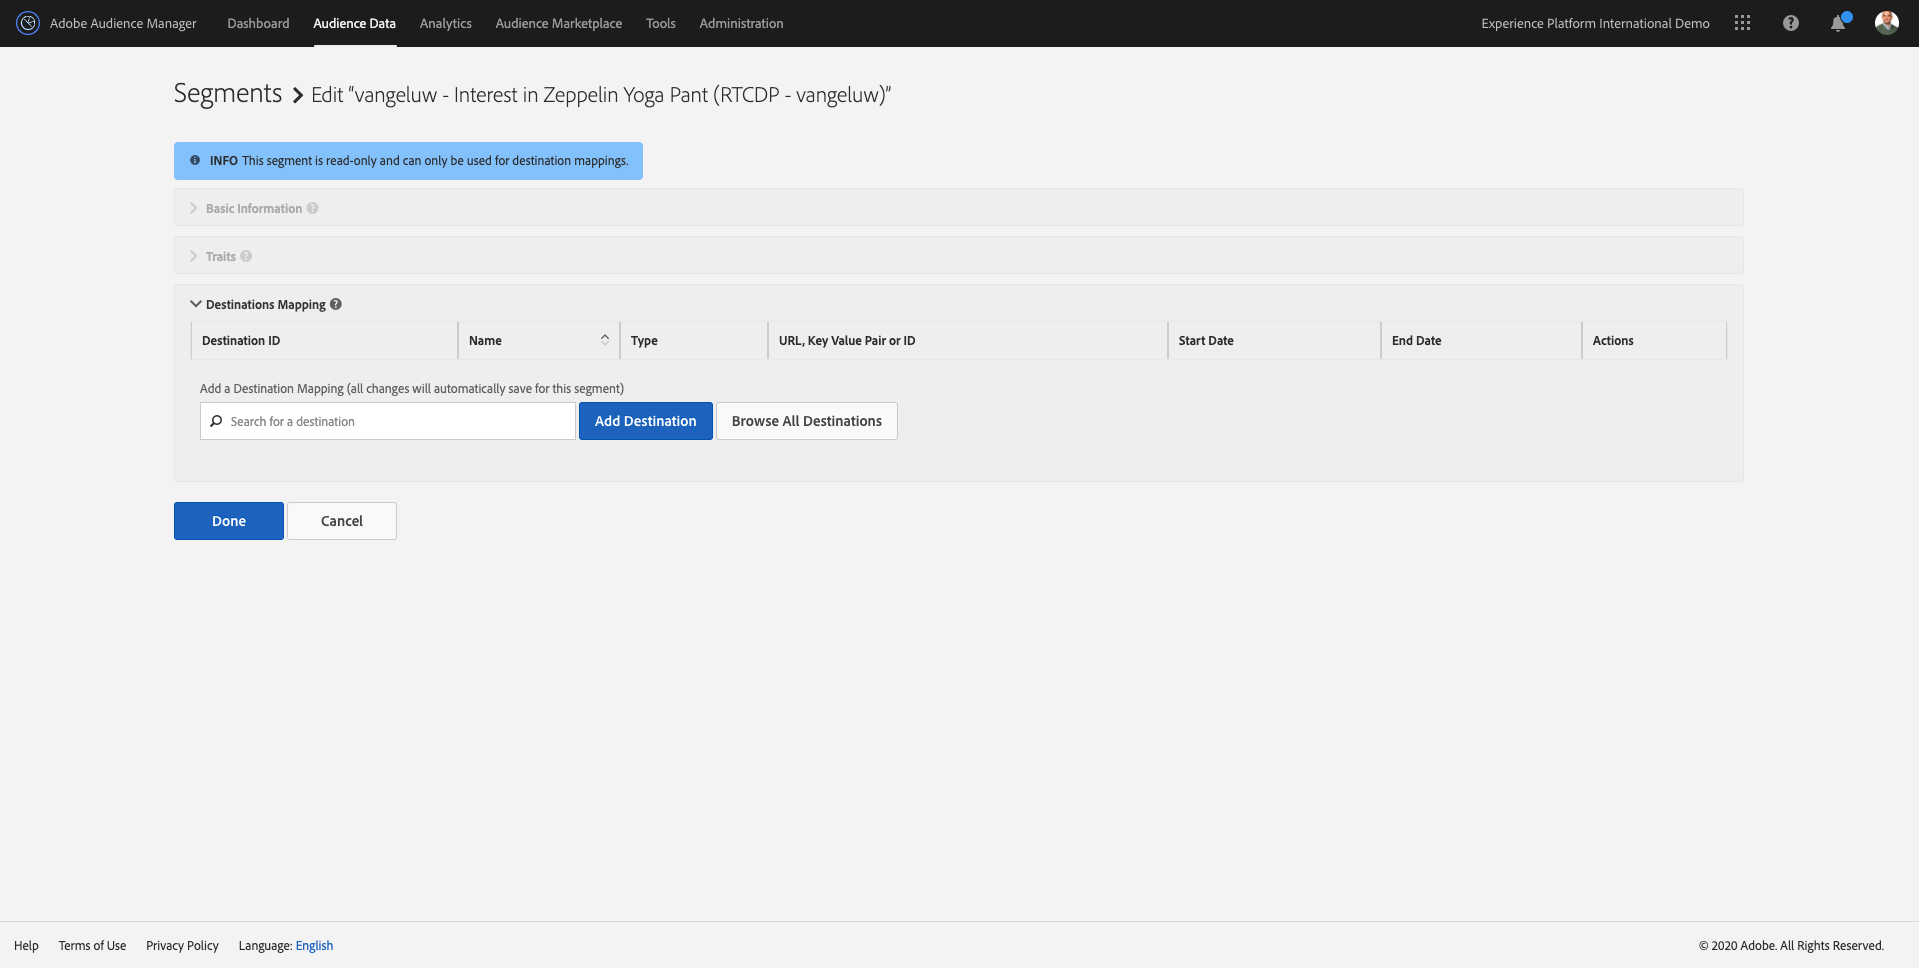 Adobe Audience Manager Dashboard Audience Data Analytics Audience Marketplace Tools Administration Experience Platform International Demo
Segments Edit “vangeluw - Interest in Zeppelin Yoga Pant (RTCDP - vangeluw)”
INFO This segment is read-only and can only be used for destination mappings.
Basic Information
Traits
Destinations Mapping
Destination ID Name Type URL, Key Value Pair or ID Start Date End Date Actions
Add a Destination Mapping (all changes will automatically save for this segment)
Search for a destination Add Destination Browse All Destinations
Done Cancel
Help Terms of Use Privacy Policy Language: English © 2020 Adobe. All Rights Reserved.